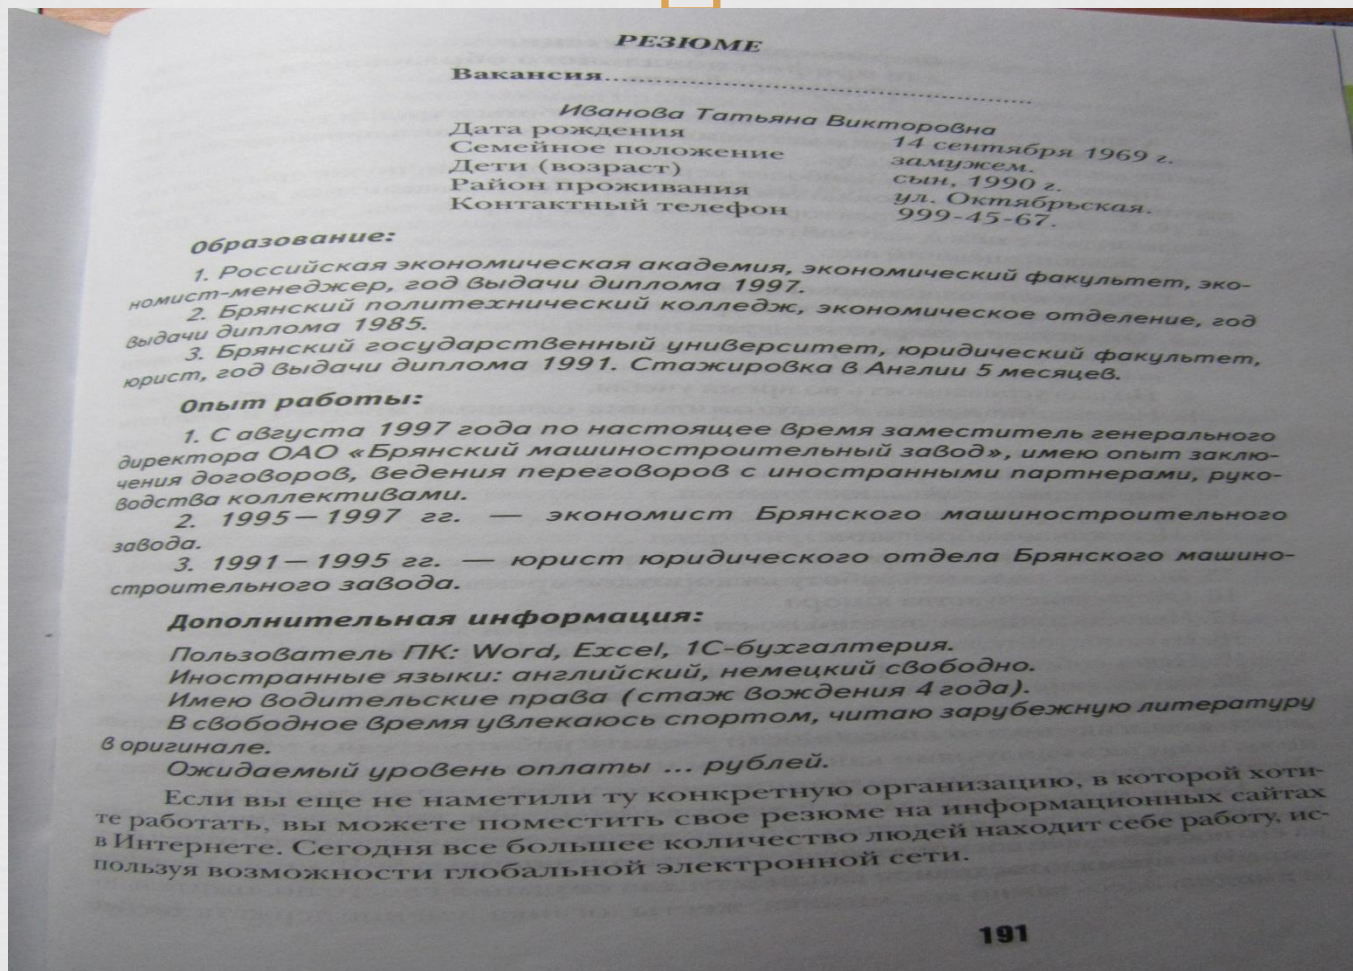 РЕЗЮМЕ
Вакансия............................................................
Иванова Татьяна Викторовна
Дата рождения 14 сентября 1969 г.
Семейное положение замужем.
Дети (возраст) сын, 1990 г.
Район проживания ул. Октябрьская.
Контактный телефон 999-45-67.
Образование:
1. Российская экономическая академия, экономический факультет, эко-
номист-менеджер, год выдачи диплома 1997.
2. Брянский политехнический колледж, экономическое отделение, год
выдачи диплома 1985.
3. Брянский государственный университет, юридический факультет,
юрист, год выдачи диплома 1991. Стажировка в Англии 5 месяцев.
Опыт работы:
1. С августа 1997 года по настоящее время заместитель генерального
директора ОАО «Брянский машиностроительный завод», имею опыт заклю-
чения договоров, ведения переговоров с иностранными партнерами, руко-
водства коллективами.
2. 1995—1997 гг. — экономист Брянского машиностроительного
завода.
3. 1991—1995 гг. — юрист юридического отдела Брянского машино-
строительного завода.
Дополнительная информация:
Пользователь ПК: Word, Excel, 1С-бухгалтерия.
Иностранные языки: английский, немецкий свободно.
Имею водительские права (стаж вождения 4 года).
В свободное время увлекаюсь спортом, читаю зарубежную литературу
в оригинале.
Ожидаемый уровень оплаты ... рублей.
Если вы еще не наметили ту конкретную организацию, в которой хоти-
те работать, вы можете поместить свое резюме на информационных сайтах
в Интернете. Сегодня все большее количество людей находит себе работу, ис-
пользуя возможности глобальной электронной сети.
191